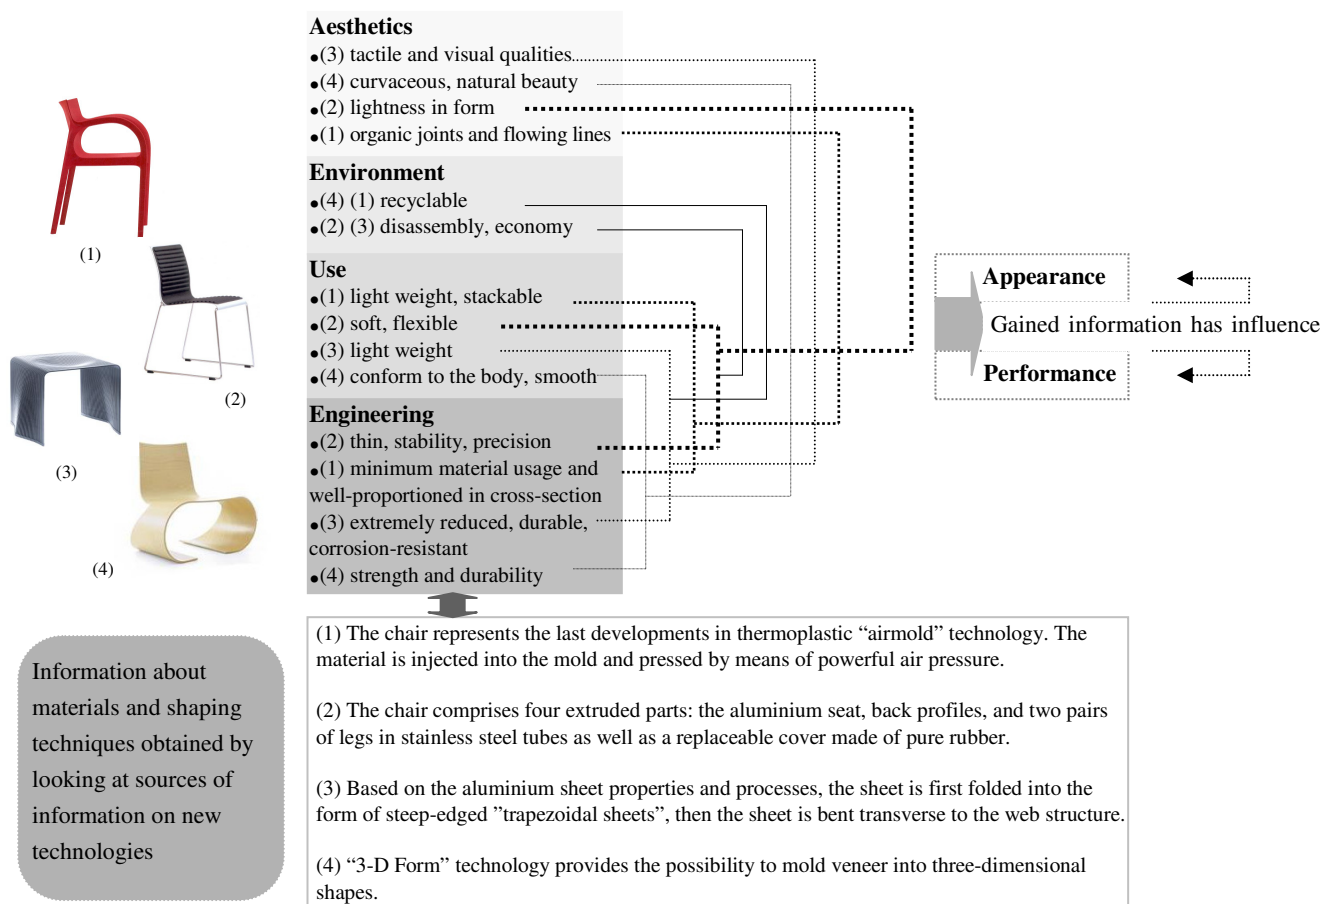 Aesthetics
•(3) tactile and visual qualities
•(4) curvaceous, natural beauty
•(2) lightness in form
•(1) organic joints and flowing lines
Environment
•(4) (1) recyclable
•(2) (3) disassembly, economy
Use
•(1) light weight, stackable
•(2) soft, flexible
•(3) light weight
•(4) conform to the body, smooth
Engineering
•(2) thin, stability, precision
•(1) minimum material usage and
well-proportioned in cross-section
•(3) extremely reduced, durable,
corrosion-resistant
•(4) strength and durability
(1)
(2)
(3)
(4)
Appearance
Gained information has influence
Performance
Information about
materials and shaping
techniques obtained by
looking at sources of
information on new
technologies
(1) The chair represents the last developments in thermoplastic “airmold” technology. The
material is injected into the mold and pressed by means of powerful air pressure.
(2) The chair comprises four extruded parts: the aluminium seat, back profiles, and two pairs
of legs in stainless steel tubes as well as a replaceable cover made of pure rubber.
(3) Based on the aluminium sheet properties and processes, the sheet is first folded into the
form of steep-edged ”trapezoidal sheets”, then the sheet is bent transverse to the web structure.
(4) “3-D Form” technology provides the possibility to mold veneer into three-dimensional
shapes.